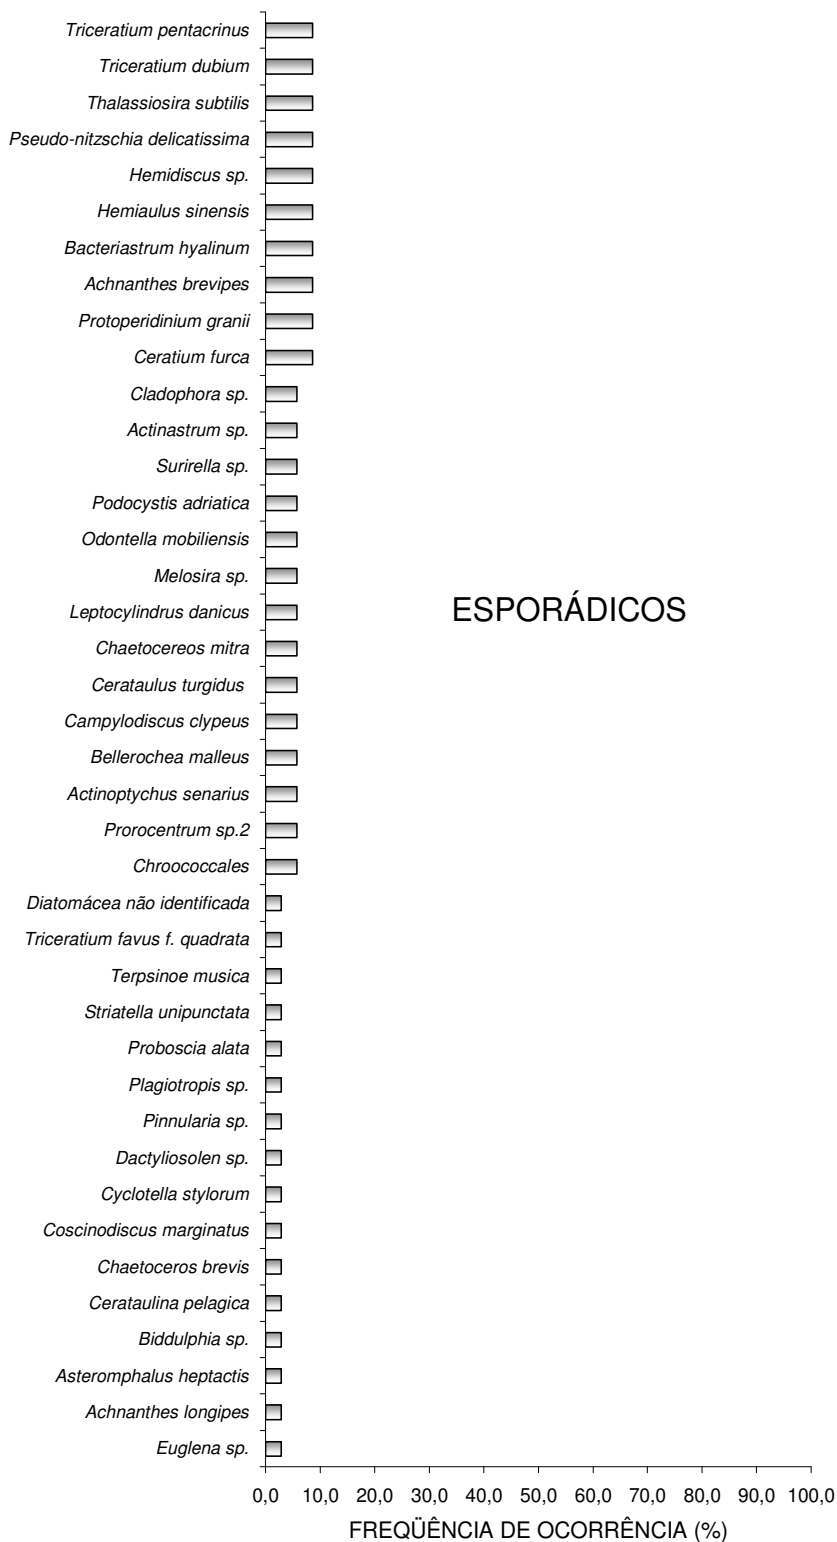 Triceratium pentacrinus
Triceratium dubium
Thalassiosira subtilis
Pseudo-nitzschia delicatissima
Hemidiscus sp.
Hemiaulus sinensis
Bacteriastrum hyalinum
Achnanthes brevipes
Protoperidinium granii
Ceratium furca
Cladophora sp.
Actinastrum sp.
Surirella sp.
Podocystis adriatica
Odontella mobiliensis
Melosira sp.
Leptocylindrus danicus
ESPORÁDICOS
Chaetocereos mitra
Cerataulus turgidus
Campylodiscus clypeus
Bellerochea malleus
Actinoptychus senarius
Prorocentrum sp.2
Chroococcales
Diatomácea não identificada
Triceratium favus f. quadrata
Terpsinoe musica
Striatella unipunctata
Proboscia alata
Plagiotropis sp.
Pinnularia sp.
Dactyliosolen sp.
Cyclotella stylorum
Coscinodiscus marginatus
Chaetoceros brevis
Cerataulina pelagica
Biddulphia sp.
Asteromphalus heptactis
Achnanthes longipes
Euglena sp.
0,0 10,0 20,0 30,0 40,0 50,0 60,0 70,0 80,0 90,0 100,0
FREQÜÊNCIA DE OCORRÊNCIA (%)